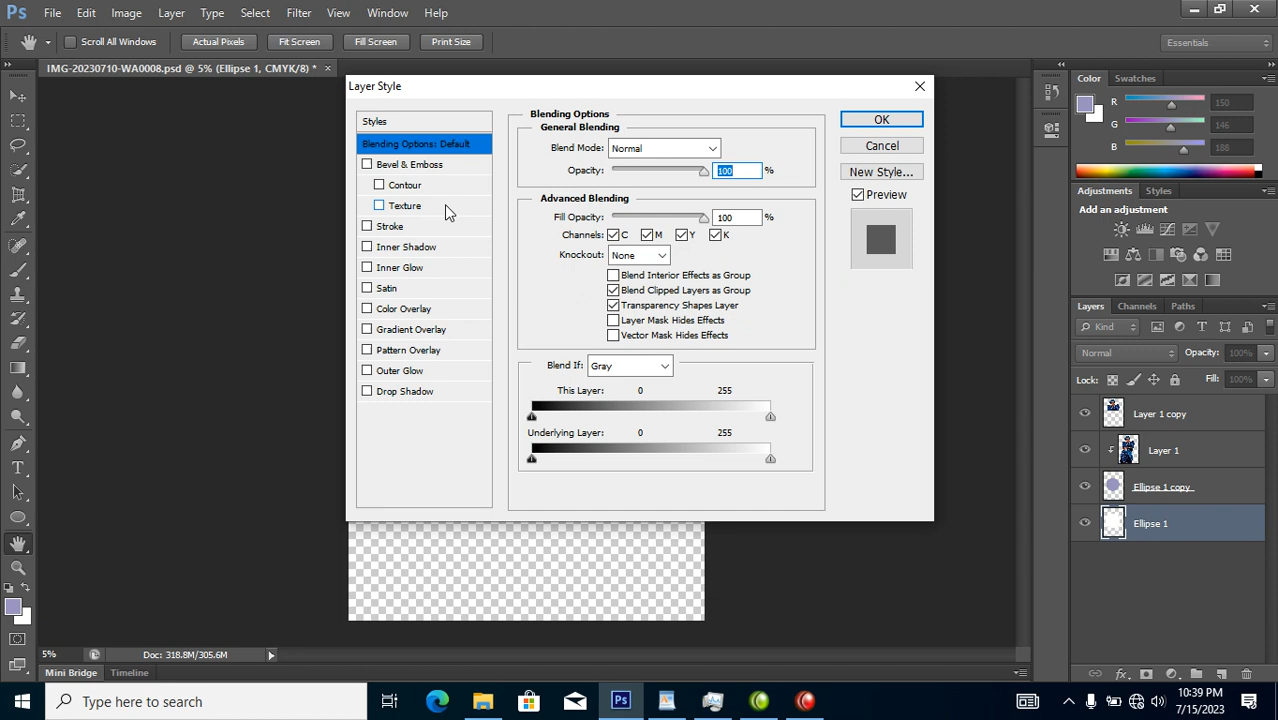 Ps File Edit Image Layer Type Select Filter View Window Help
Scroll All Windows Actual Pixels Fit Screen Fill Screen Print Size Essentials
IMG-20230710-WA0008.psd @ 5% (Ellipse 1, CMYK/8) * ×
Layer Style
Styles
Blending Options: Default
Bevel & Emboss
Contour
Texture
Stroke
Inner Shadow
Inner Glow
Satin
Color Overlay
Gradient Overlay
Pattern Overlay
Outer Glow
Drop Shadow
Blending Options
General Blending
Blend Mode: Normal
Opacity: 100 %
Advanced Blending
Fill Opacity: 100 %
Channels: C M Y K
Knockout: None
Blend Interior Effects as Group
Blend Clipped Layers as Group
Transparency Shapes Layer
Layer Mask Hides Effects
Vector Mask Hides Effects
Blend If: Gray
This Layer: 0 255
Underlying Layer: 0 255
OK
Cancel
New Style...
Preview
Color Swatches
R 150
G 146
B 188
Adjustments Styles
Layers Channels Paths
Kind
Normal Opacity: 100%
Lock: Fill: 100%
Layer 1 copy
Layer 1
Ellipse 1 copy
Ellipse 1
5% Doc: 318.8M/305.6M
Mini Bridge Timeline
Type here to search
Ps
10:39 PM
7/15/2023